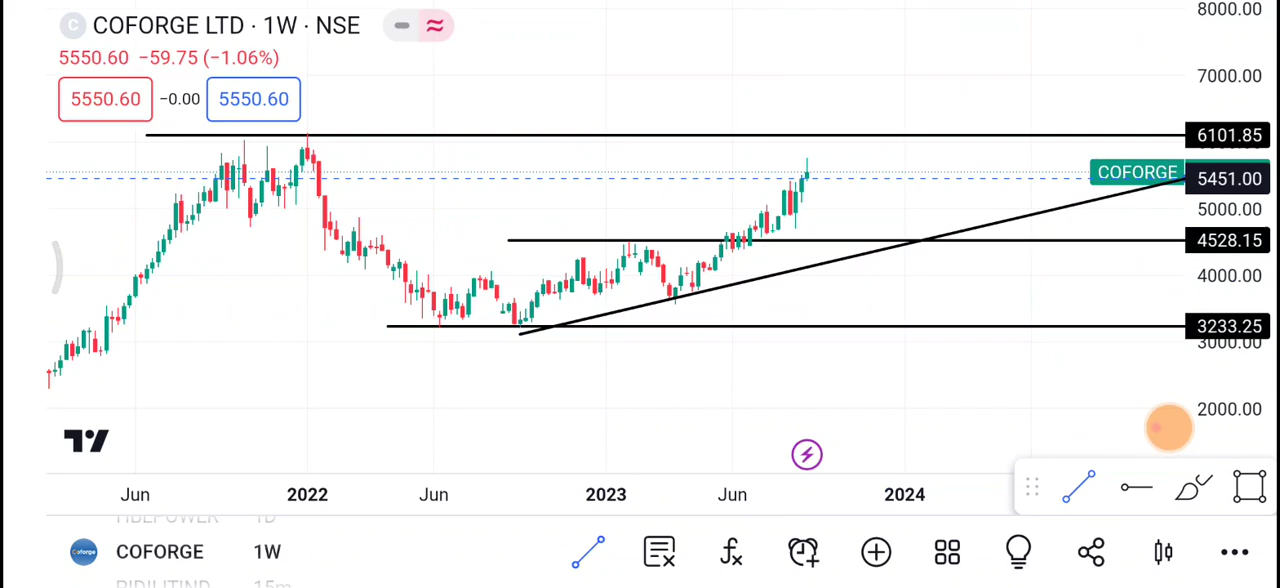 8000.00
C COFORGE LTD · 1W · NSE
5550.60 −59.75 (−1.06%)
7000.00
5550.60 −0.00 5550.60
6101.85
COFORGE
5451.00
5000.00
4528.15
4000.00
3233.25
3000.00
2000.00
Jun 2022 Jun 2023 Jun 2024
COFORGE 1W
Coforge
15m